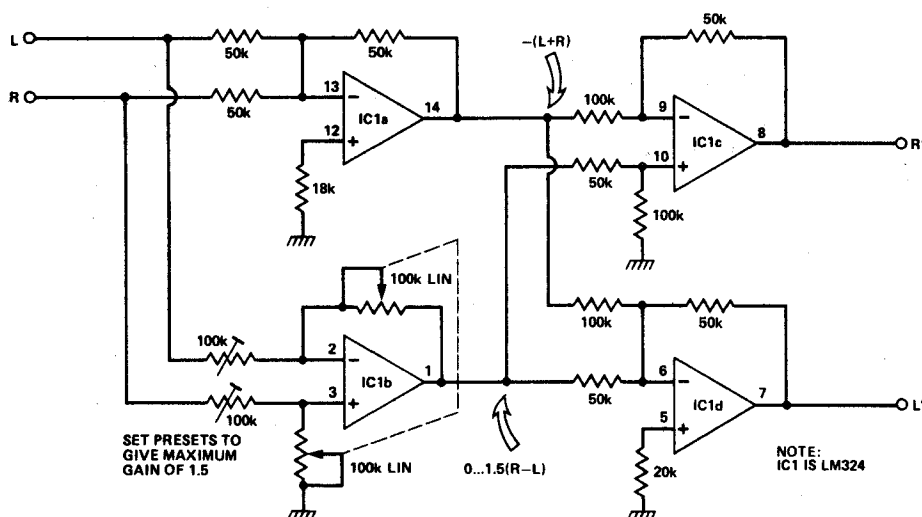 L
R
50k
50k
50k
13
12
14
IC1a
18k
-(L+R)
100k
50k
50k
100k
9
10
8
IC1c
R'
100k
100k
100k LIN
2
3
1
IC1b
100k LIN
SET PRESETS TO
GIVE MAXIMUM
GAIN OF 1.5
0...1.5(R-L)
100k
50k
50k
6
5
7
IC1d
20k
L'
NOTE:
IC1 IS LM324